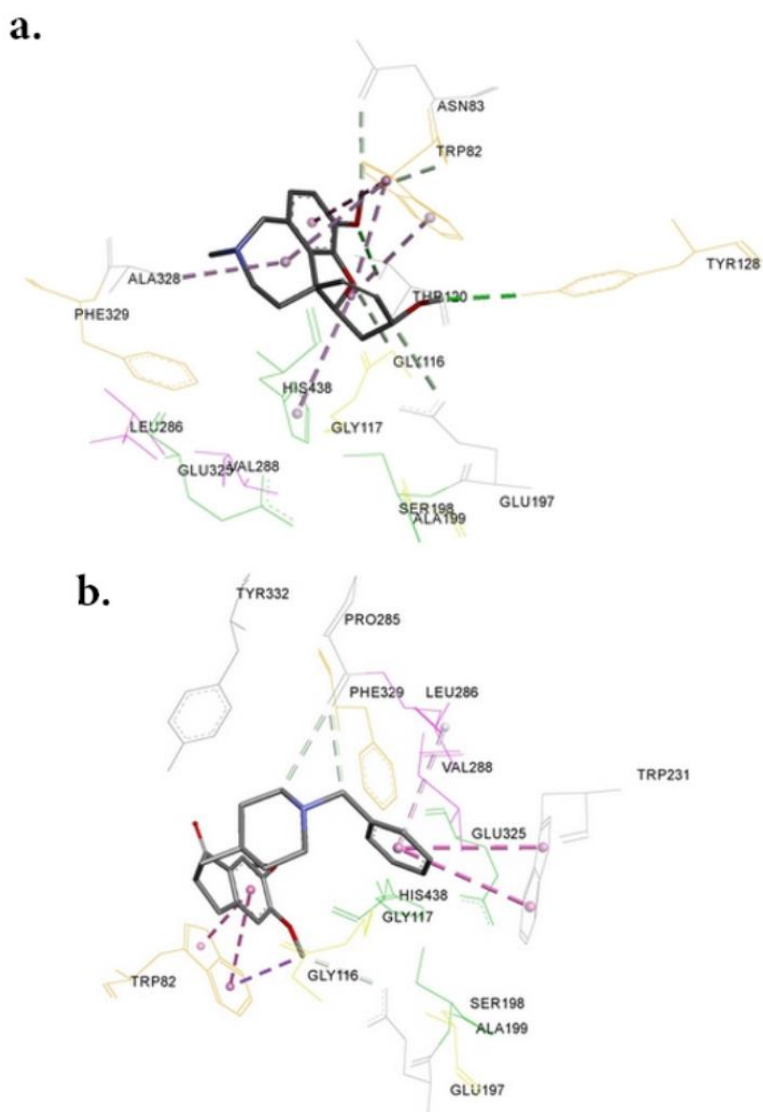 a.
ASN83
TRP82
TYR128
ALA328
THR120
PHE329
GLY116
HIS438
LEU286
GLY117
GLU325
VAL288
GLU197
SER198
ALA199
b.
TYR332
PRO285
PHE329
LEU286
VAL288
TRP231
GLU325
HIS438
GLY117
TRP82
GLY116
SER198
ALA199
GLU197